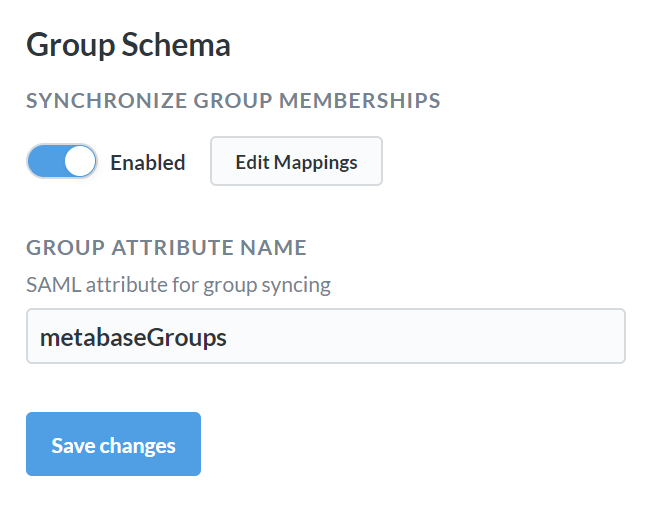 Group Schema
SYNCHRONIZE GROUP MEMBERSHIPS
Enabled
Edit Mappings
GROUP ATTRIBUTE NAME
SAML attribute for group syncing
metabaseGroups
Save changes